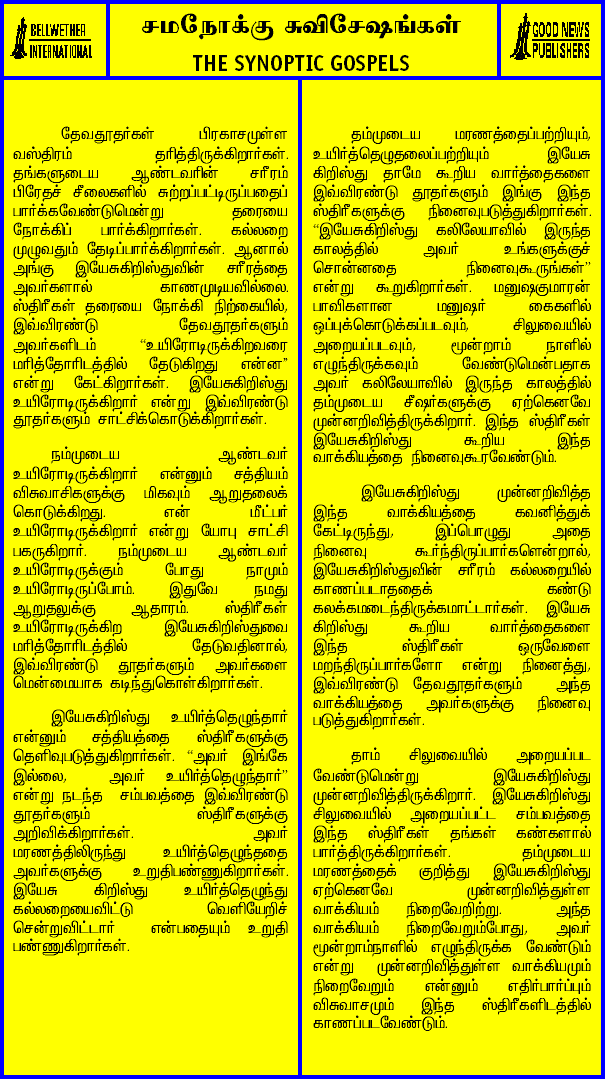 BELLWETHER
INTERNATIONAL
சமநோக்கு சுவிசேஷங்கள்
THE SYNOPTIC GOSPELS
GOOD NEWS
PUBLISHERS
தேவதூதர்கள் பிரகாசமுள்ள
வஸ்திரம் தரித்திருக்கிறார்கள்.
தங்களுடைய ஆண்டவரின் சரீரம்
பிரேதச் சீலைகளில் சுற்றப்பட்டிருப்பதைப்
பார்க்கவேண்டுமென்று தரையை
நோக்கிப் பார்க்கிறார்கள். கல்லறை
முழுவதும் தேடிப்பார்க்கிறார்கள். ஆனால்
அங்கு இயேசுகிறிஸ்துவின் சரீரத்தை
அவர்களால் காணமுடியவில்லை.
ஸ்திரீகள் தரையை நோக்கி நிற்கையில்,
இவ்விரண்டு தேவதூதர்களும்
அவர்களிடம் “உயிரோடிருக்கிறவரை
மரித்தோரிடத்தில் தேடுகிறது என்ன”
என்று கேட்கிறார்கள். இயேசுகிறிஸ்து
உயிரோடிருக்கிறார் என்று இவ்விரண்டு
தூதர்களும் சாட்சிக்கொடுக்கிறார்கள்.
நம்முடைய ஆண்டவர்
உயிரோடிருக்கிறார் என்னும் சத்தியம்
விசுவாசிகளுக்கு மிகவும் ஆறுதலைக்
கொடுக்கிறது. என் மீட்பர்
உயிரோடிருக்கிறார் என்று யோபு சாட்சி
பகருகிறார். நம்முடைய ஆண்டவர்
உயிரோடிருக்கும் போது நாமும்
உயிரோடிருப்போம். இதுவே நமது
ஆறுதலுக்கு ஆதாரம். ஸ்திரீகள்
உயிரோடிருக்கிற இயேசுகிறிஸ்துவை
மரித்தோரிடத்தில் தேடுவதினால்,
இவ்விரண்டு தூதர்களும் அவர்களை
மென்மையாக கடிந்துகொள்கிறார்கள்.
இயேசுகிறிஸ்து உயிர்த்தெழுந்தார்
என்னும் சத்தியத்தை ஸ்திரீகளுக்கு
தெளிவுபடுத்துகிறார்கள். “அவர் இங்கே
இல்லை, அவர் உயிர்த்தெழுந்தார்”
என்று நடந்த சம்பவத்தை இவ்விரண்டு
தூதர்களும் ஸ்திரீகளுக்கு
அறிவிக்கிறார்கள். அவர்
மரணத்திலிருந்து உயிர்த்தெழுந்ததை
அவர்களுக்கு உறுதிபண்ணுகிறார்கள்.
இயேசு கிறிஸ்து உயிர்த்தெழுந்து
கல்லறையைவிட்டு வெளியேறிச்
சென்றுவிட்டார் என்பதையும் உறுதி
பண்ணுகிறார்கள்.
தம்முடைய மரணத்தைப்பற்றியும்,
உயிர்த்தெழுதலைப்பற்றியும் இயேசு
கிறிஸ்து தாமே கூறிய வார்த்தைகளை
இவ்விரண்டு தூதர்களும் இங்கு இந்த
ஸ்திரீகளுக்கு நினைவுபடுத்துகிறார்கள்.
“இயேசுகிறிஸ்து கலிலேயாவில் இருந்த
காலத்தில் அவர் உங்களுக்குச்
சொன்னதை நினைவுகூருங்கள்”
என்று கூறுகிறார்கள். மனுஷகுமாரன்
பாவிகளான மனுஷர் கைகளில்
ஒப்புக்கொடுக்கப்படவும், சிலுவையில்
அறையப்படவும், மூன்றாம் நாளில்
எழுந்திருக்கவும் வேண்டுமென்பதாக
அவர் கலிலேயாவில் இருந்த காலத்தில்
தம்முடைய சீஷர்களுக்கு ஏற்கெனவே
முன்னறிவித்திருக்கிறார். இந்த ஸ்திரீகள்
இயேசுகிறிஸ்து கூறிய இந்த
வாக்கியத்தை நினைவுகூரவேண்டும்.
இயேசுகிறிஸ்து முன்னறிவித்த
இந்த வாக்கியத்தை கவனித்துக்
கேட்டிருந்து, இப்பொழுது அதை
நினைவு கூர்ந்திருப்பார்களென்றால்,
இயேசுகிறிஸ்துவின் சரீரம் கல்லறையில்
காணப்படாததைக் கண்டு
கலக்கமடைந்திருக்கமாட்டார்கள். இயேசு
கிறிஸ்து கூறிய வார்த்தைகளை
இந்த ஸ்திரீகள் ஒருவேளை
மறந்திருப்பார்களோ என்று நினைத்து,
இவ்விரண்டு தேவதூதர்களும் அந்த
வாக்கியத்தை அவர்களுக்கு நினைவு
படுத்துகிறார்கள்.
தாம் சிலுவையில் அறையப்பட
வேண்டுமென்று இயேசுகிறிஸ்து
முன்னறிவித்திருக்கிறார். இயேசுகிறிஸ்து
சிலுவையில் அறையப்பட்ட சம்பவத்தை
இந்த ஸ்திரீகள் தங்கள் கண்களால்
பார்த்திருக்கிறார்கள். தம்முடைய
மரணத்தைக் குறித்து இயேசுகிறிஸ்து
ஏற்கெனவே முன்னறிவித்துள்ள
வாக்கியம் நிறைவேறிற்று. அந்த
வாக்கியம் நிறைவேறும்போது, அவர்
மூன்றாம்நாளில் எழுந்திருக்க வேண்டும்
என்று முன்னறிவித்துள்ள வாக்கியமும்
நிறைவேறும் என்னும் எதிர்பார்ப்பும்
விசுவாசமும் இந்த ஸ்திரீகளிடத்தில்
காணப்படவேண்டும்.